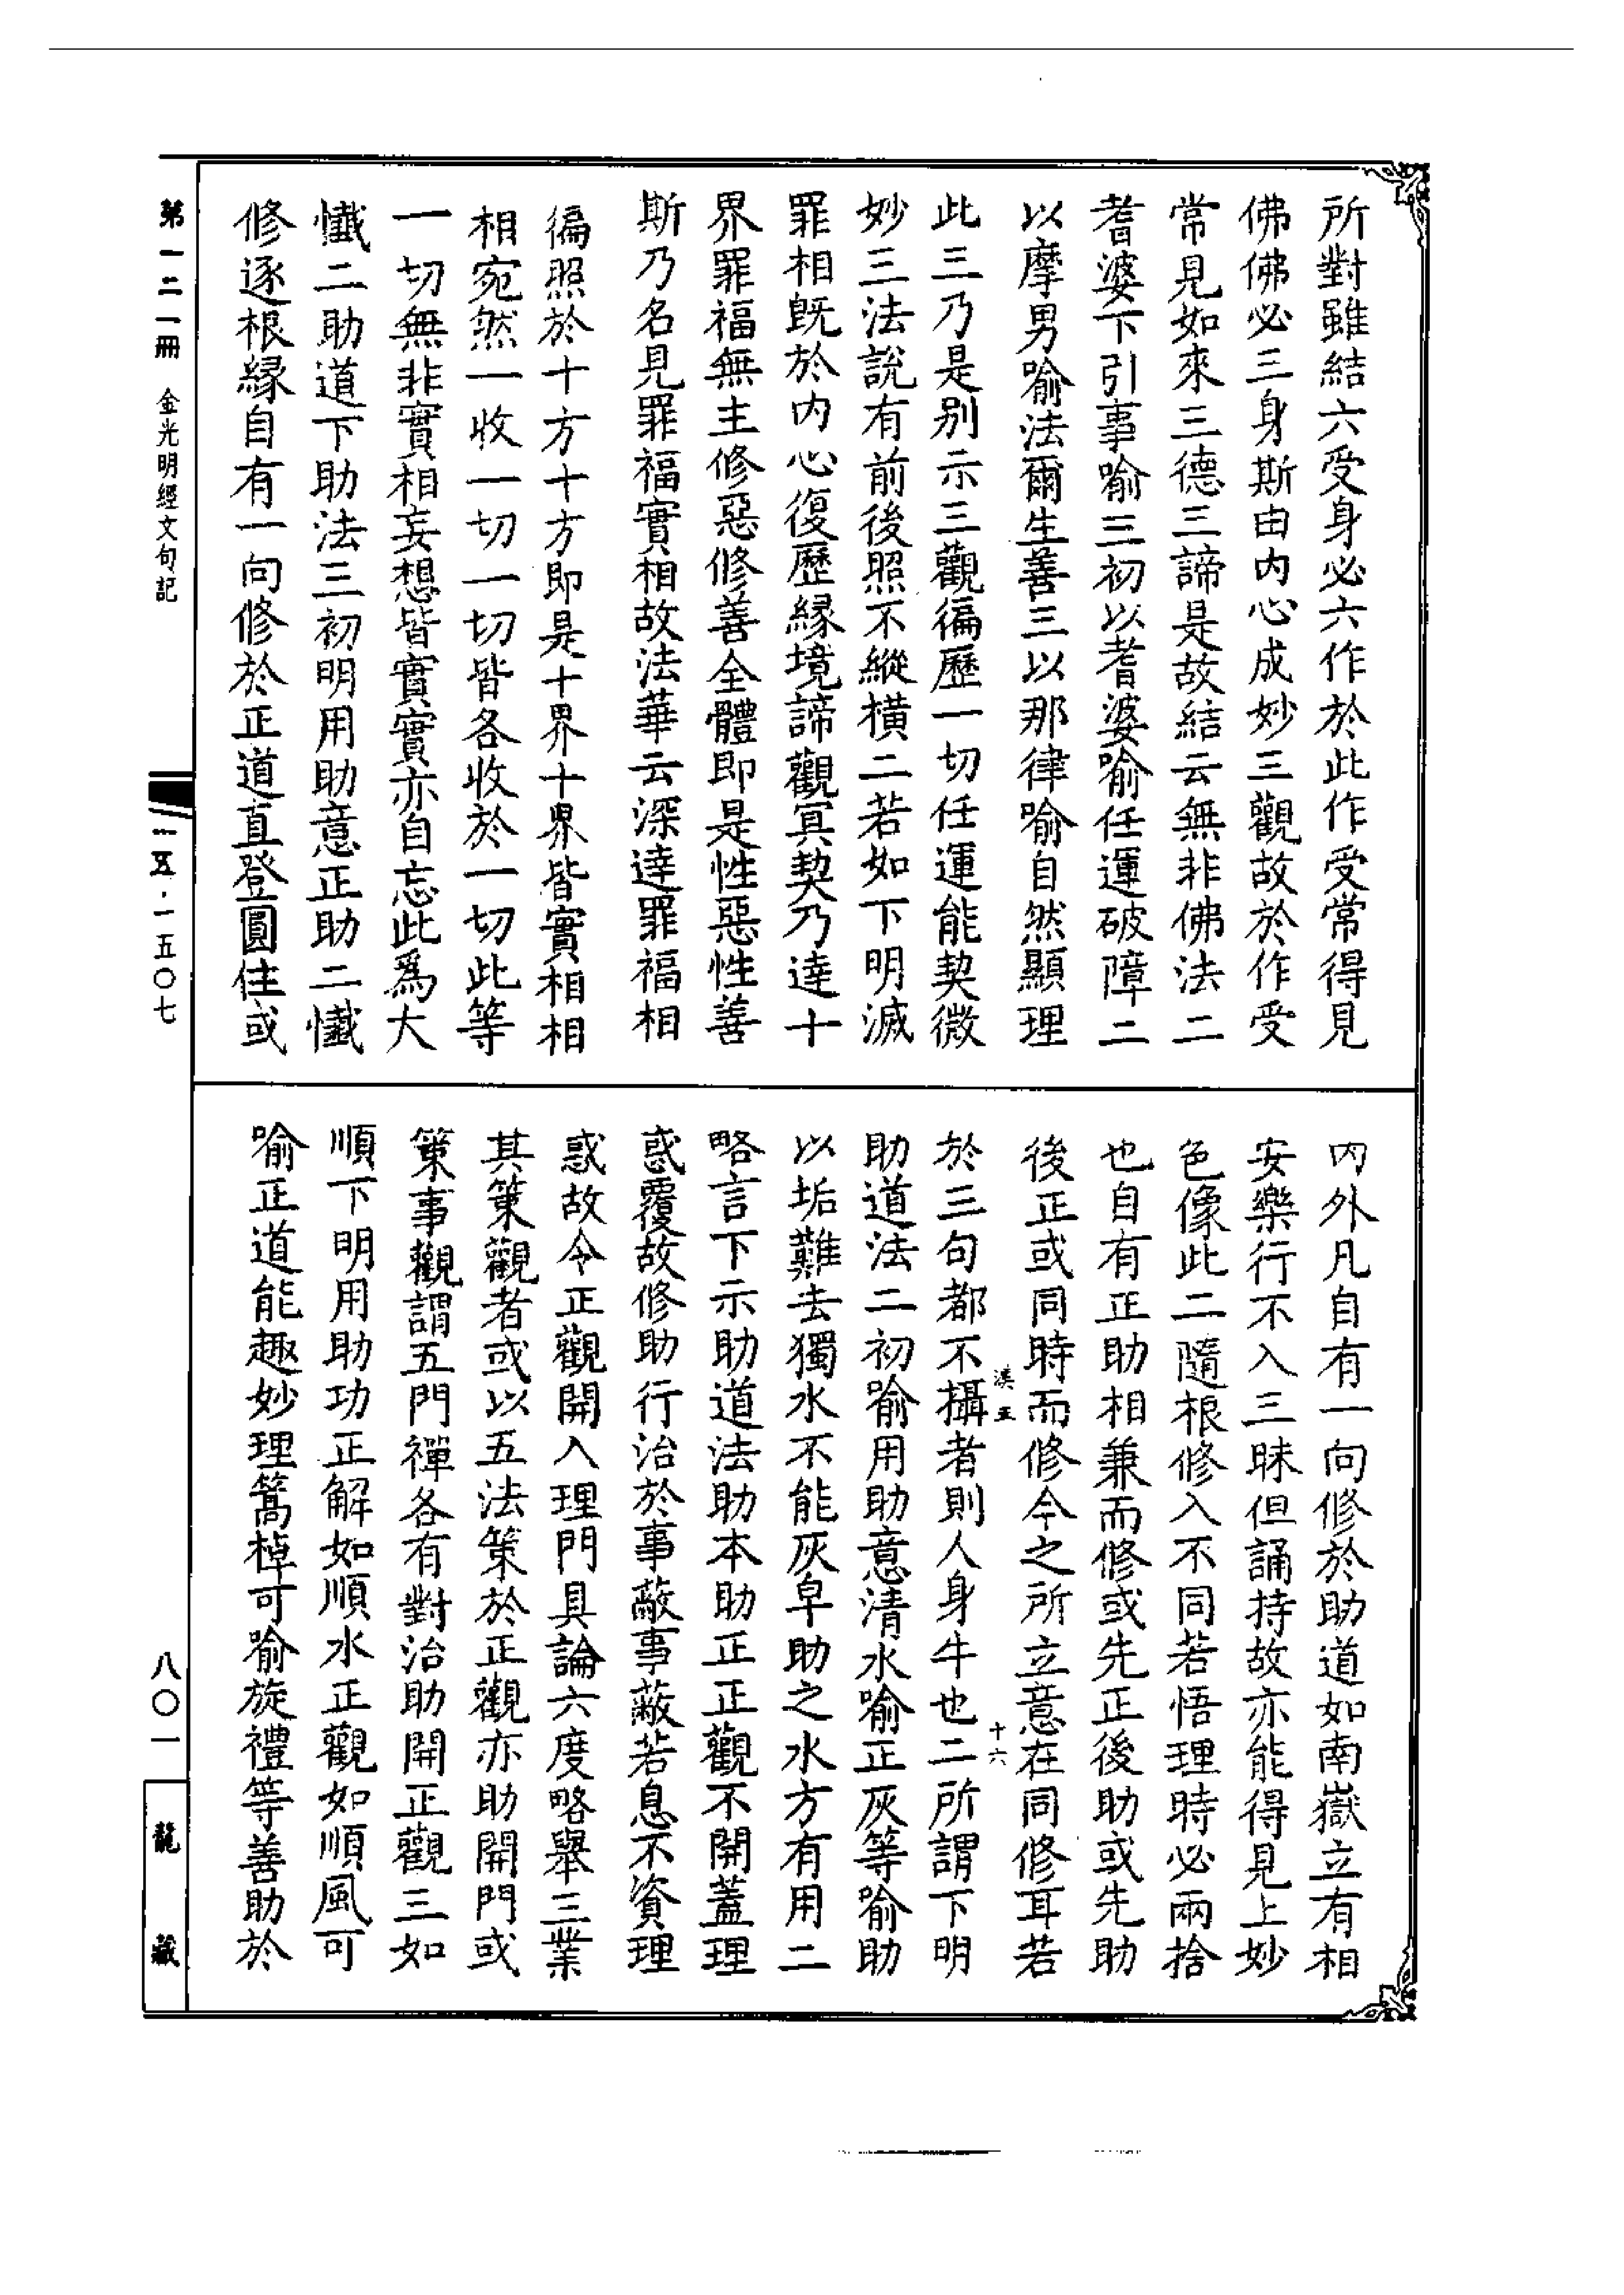 所對雖結六受身必六作於此作受常得見
佛佛必三身斯由內心成妙三觀故於作受
常見如來三德三諦是故結云無非佛法二
耆婆下引事喻三初以耆婆喻任運破障二
以摩男喻法爾生善三以那律喻自然顯理
此三乃是別示三觀徧歷一切任運能契微
妙三法說有前後照不縱橫二若如下明滅
罪相旣於內心復歷緣境諦觀冥契乃達十
界罪福無主修惡修善全體即是性惡性善
斯乃名見罪福實相故法華云深達罪福相
徧照於十方十方即是十界十界皆實相相
相宛然一收一切一切皆各收於一切此等
一切無非實相妄想皆實實亦自忘此爲大
懺二助道下助法三初明用助意正助二懺
修逐根緣自有一向修於正道直登圓住或
內外凡自有一向修於助道如南嶽立有相
安樂行不入三昧但誦持故亦能得見上妙
色像此二隨根修入不同若悟理時必兩捨
也自有正助相兼而修或先正後助或先助
後正或同時而修今之所立意在同修耳若
漢五
十六
於三句都不攝者則人身牛也二所謂下明
助道法二初喻用助意清水喻正灰等喻助
以垢難去獨水不能灰皁助之水方有用二
略言下示助道法助本助正正觀不開蓋理
惑覆故修助行治於事蔽事蔽若息不資理
惑故令正觀開入理門具論六度略舉三業
其策觀者或以五法策於正觀亦助開門或
策事觀謂五門禪各有對治助開正觀三如
順下明用助功正解如順水正觀如順風可
喻正道能趣妙理篙棹可喻旋禮等善助於
第一二一冊 金光明經文句記
一五·一五〇七
八〇一
龍藏